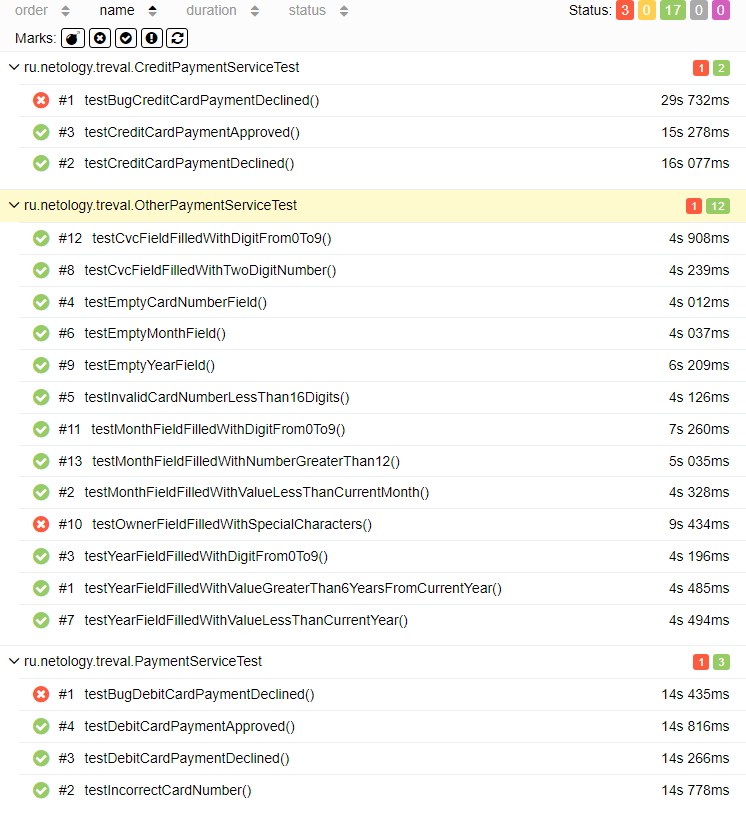 order name duration status Status: 3 0 17 0 0
Marks:
ru.netology.treval.CreditPaymentServiceTest 1 2
#1 testBugCreditCardPaymentDeclined() 29s 732ms
#3 testCreditCardPaymentApproved() 15s 278ms
#2 testCreditCardPaymentDeclined() 16s 077ms
ru.netology.treval.OtherPaymentServiceTest 1 12
#12 testCvcFieldFilledWithDigitFrom0To9() 4s 908ms
#8 testCvcFieldFilledWithTwoDigitNumber() 4s 239ms
#4 testEmptyCardNumberField() 4s 012ms
#6 testEmptyMonthField() 4s 037ms
#9 testEmptyYearField() 6s 209ms
#5 testInvalidCardNumberLessThan16Digits() 4s 126ms
#11 testMonthFieldFilledWithDigitFrom0To9() 7s 260ms
#13 testMonthFieldFilledWithNumberGreaterThan12() 5s 035ms
#2 testMonthFieldFilledWithValueLessThanCurrentMonth() 4s 328ms
#10 testOwnerFieldFilledWithSpecialCharacters() 9s 434ms
#3 testYearFieldFilledWithDigitFrom0To9() 4s 196ms
#1 testYearFieldFilledWithValueGreaterThan6YearsFromCurrentYear() 4s 485ms
#7 testYearFieldFilledWithValueLessThanCurrentYear() 4s 494ms
ru.netology.treval.PaymentServiceTest 1 3
#1 testBugDebitCardPaymentDeclined() 14s 435ms
#4 testDebitCardPaymentApproved() 14s 816ms
#3 testDebitCardPaymentDeclined() 14s 266ms
#2 testIncorrectCardNumber() 14s 778ms